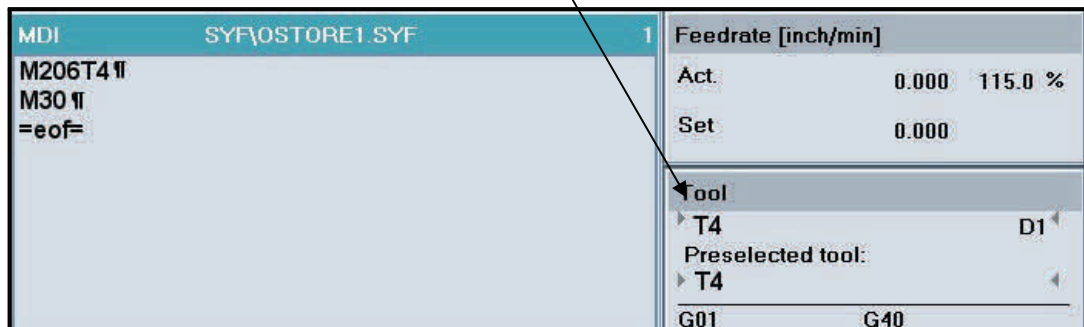 MDI SYF\OSTORE1.SYF 1
M206T4¶
M30¶
=eof=
Feedrate [inch/min]
Act. 0.000 115.0 %
Set 0.000
Tool
T4 D1
Preselected tool:
T4
G01 G40